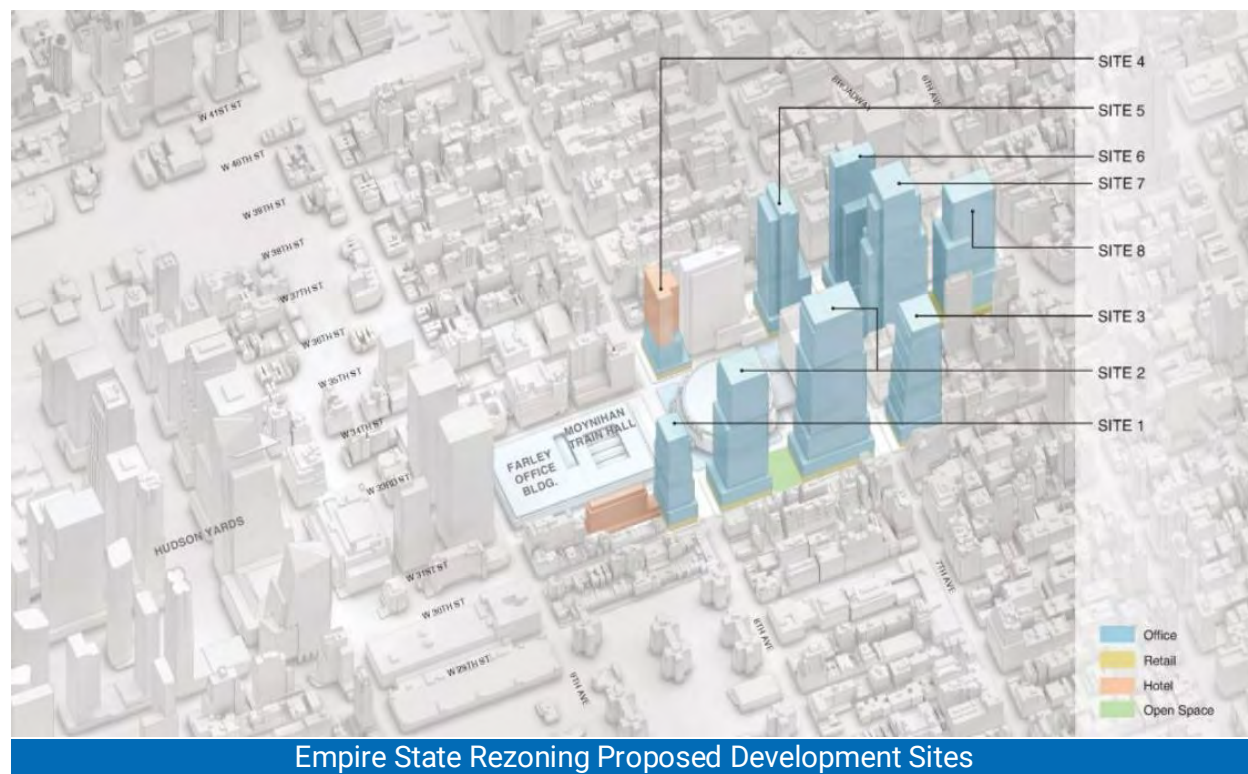 SITE 4
BROADWAY
6TH AVE
SITE 5
W 41ST ST
SITE 6
W 40TH ST
SITE 7
W 39TH ST
SITE 8
W 38TH ST
W 37TH ST
SITE 3
W 36TH ST
W 35TH ST
SITE 2
MOYNIHAN
TRAIN HALL
W 34TH ST
SITE 1
FARLEY
OFFICE
BLDG.
W 33RD ST
HUDSON YARDS
W 31ST ST
7TH AVE
W 30TH ST
8TH AVE
W 29TH ST
9TH AVE
Office
Retail
Hotel
Open Space
Empire State Rezoning Proposed Development Sites